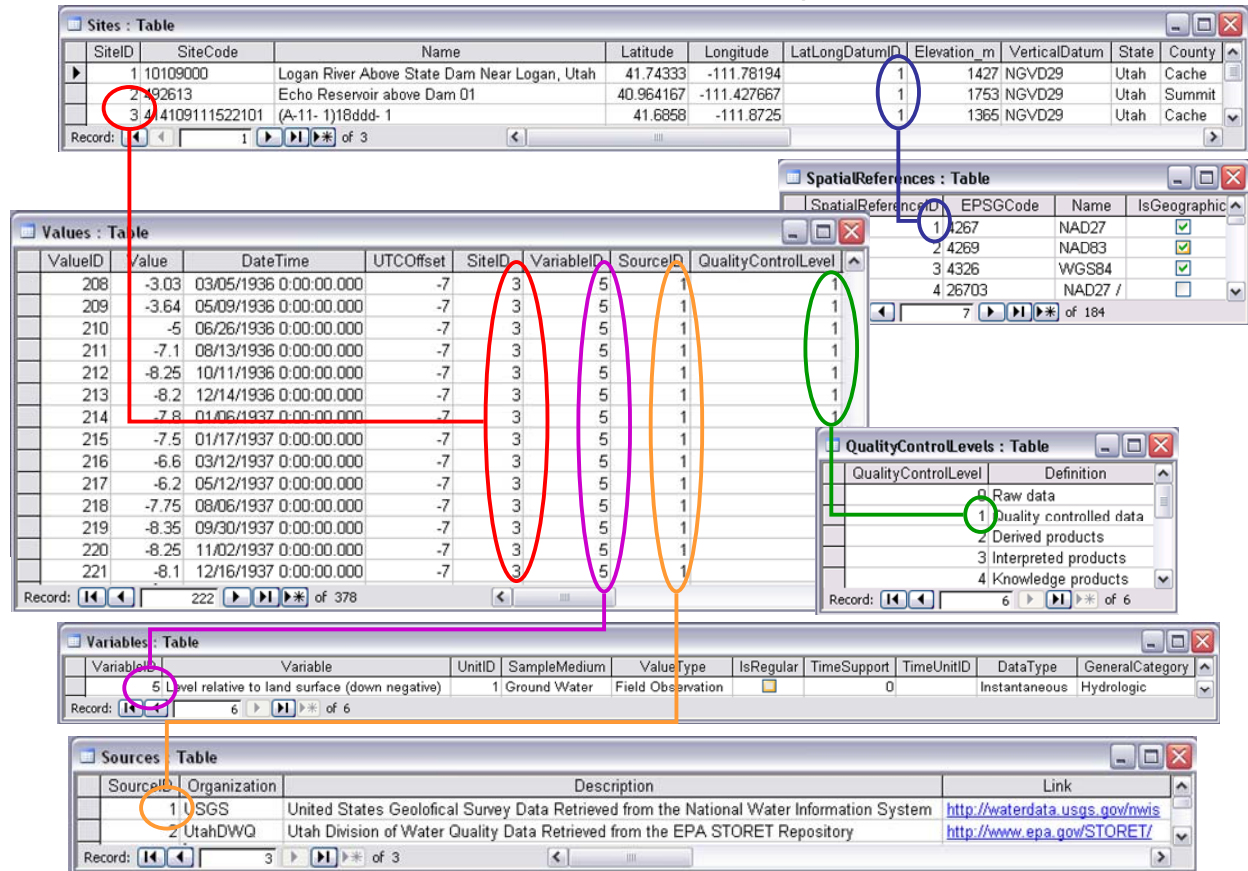 Sites : Table
SiteID SiteCode Name Latitude Longitude LatLongDatumID Elevation_m VerticalDatum State County
1 10109000 Logan River Above State Dam Near Logan, Utah 41.74333 -111.78194 1 1427 NGVD29 Utah Cache
2 492613 Echo Reservoir above Dam 01 40.964167 -111.427667 1 1753 NGVD29 Utah Summit
3 414109111522101 (A-11- 1)18ddd- 1 41.6858 -111.8725 1 1365 NGVD29 Utah Cache
Record: 1 of 3
SpatialReferences : Table
SpatialReferenceID EPSGCode Name IsGeographic
1 4267 NAD27
2 4269 NAD83
3 4326 WGS84
4 26703 NAD27 /
7 of 184
Values : Table
ValueID Value DateTime UTCOffset SiteID VariableID SourceID QualityControlLevel
208 -3.03 03/05/1936 0:00:00.000 -7 3 5 1 1
209 -3.64 05/09/1936 0:00:00.000 -7 3 5 1 1
210 -5 06/26/1936 0:00:00.000 -7 3 5 1 1
211 -7.1 08/13/1936 0:00:00.000 -7 3 5 1 1
212 -8.25 10/11/1936 0:00:00.000 -7 3 5 1 1
213 -8.2 12/14/1936 0:00:00.000 -7 3 5 1 1
214 -7.8 01/06/1937 0:00:00.000 -7 3 5 1 1
215 -7.5 01/17/1937 0:00:00.000 -7 3 5 1
216 -6.6 03/12/1937 0:00:00.000 -7 3 5 1
217 -6.2 05/12/1937 0:00:00.000 -7 3 5 1
218 -7.75 08/06/1937 0:00:00.000 -7 3 5 1
219 -8.35 09/30/1937 0:00:00.000 -7 3 5 1
220 -8.25 11/02/1937 0:00:00.000 -7 3 5 1
221 -8.1 12/16/1937 0:00:00.000 -7 3 5 1
Record: 222 of 378
QualityControlLevels : Table
QualityControlLevel Definition
0 Raw data
1 Quality controlled data
2 Derived products
3 Interpreted products
4 Knowledge products
Record: 6 of 6
Variables : Table
VariableID Variable UnitID SampleMedium ValueType IsRegular TimeSupport TimeUnitID DataType GeneralCategory
5 Level relative to land surface (down negative) 1 Ground Water Field Observation 0 Instantaneous Hydrologic
Record: 6 of 6
Sources : Table
SourceID Organization Description Link
1 USGS United States Geolofical Survey Data Retrieved from the National Water Information System http://waterdata.usgs.gov/nwis
2 UtahDWQ Utah Division of Water Quality Data Retrieved from the EPA STORET Repository http://www.epa.gov/STORET/
Record: 3 of 3